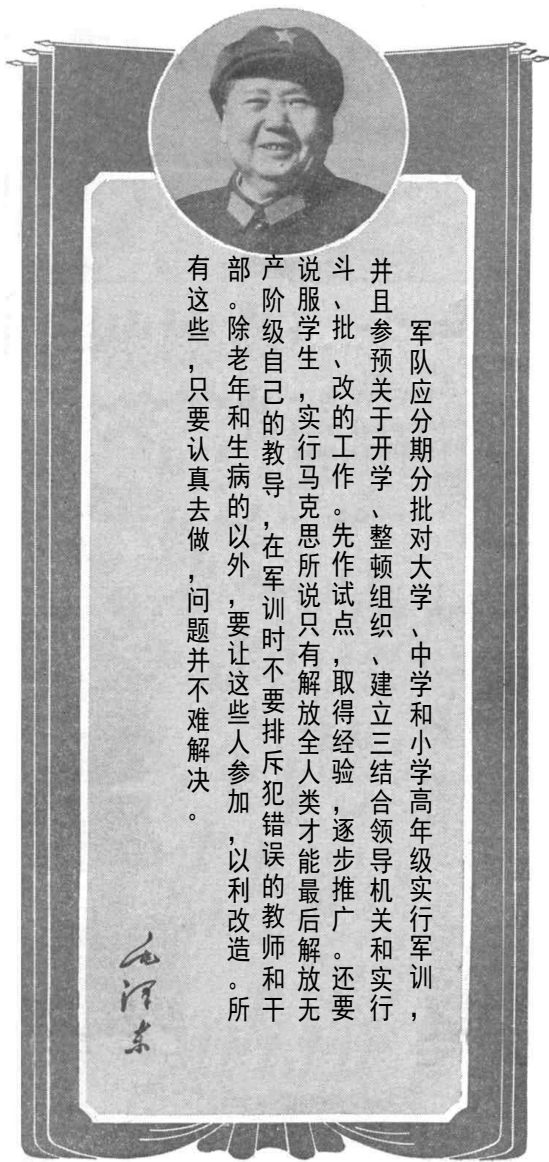 军队应分期分批对大学、中学和小学高年级实行军训，
并且参预关于开学、整顿组织、建立三结合领导机关和实行
斗、批、改的工作。先作试点，取得经验，逐步推广。还要
说服学生，实行马克思所说只有解放全人类才能最后解放无
产阶级自己的教导，在军训时不要排斥犯错误的教师和干
部。除老年和生病的以外，要让这些人参加，以利改造。所
有这些，只要认真去做，问题并不难解决。
毛泽东